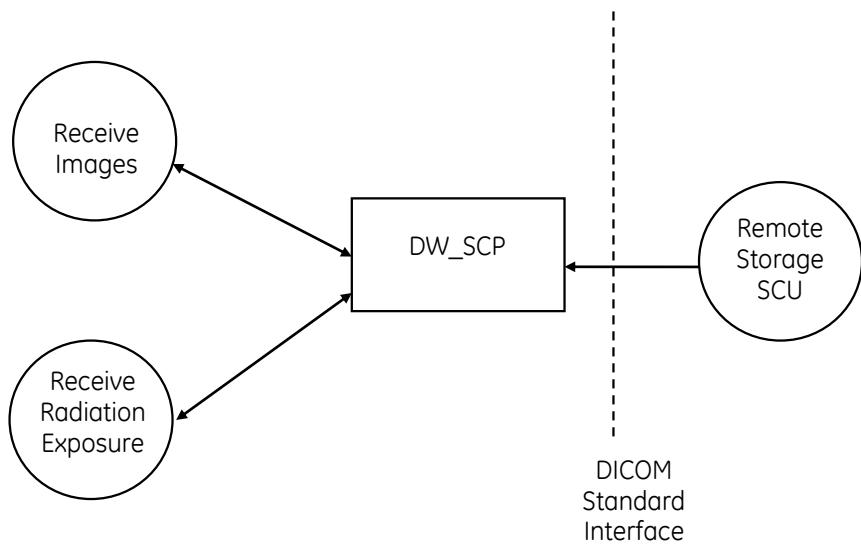 Receive
Images
DW_SCP
Remote
Storage
SCU
Receive
Radiation
Exposure
DICOM
Standard
Interface